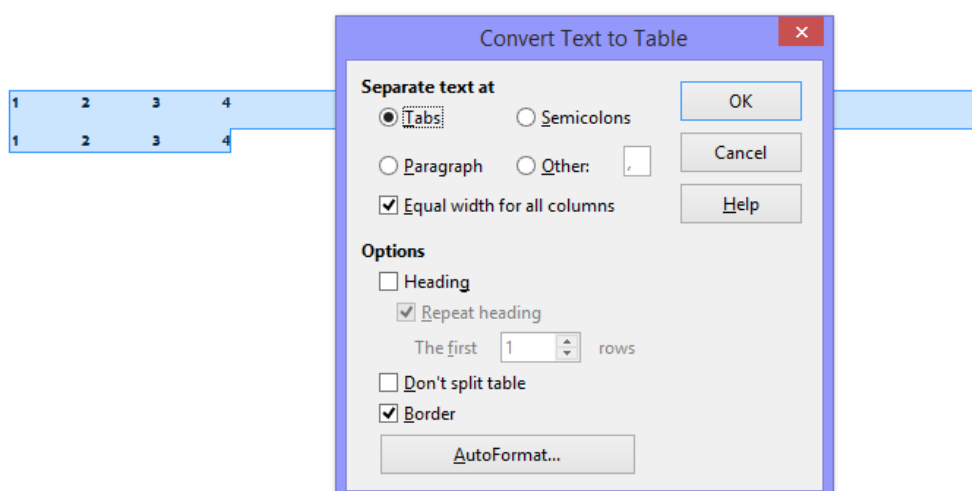 Convert Text to Table
1 2 3 4
1 2 3 4
Separate text at
Tabs Semicolons
Paragraph Other: ,
Equal width for all columns
OK
Cancel
Help
Options
Heading
Repeat heading
The first 1 rows
Don't split table
Border
AutoFormat...